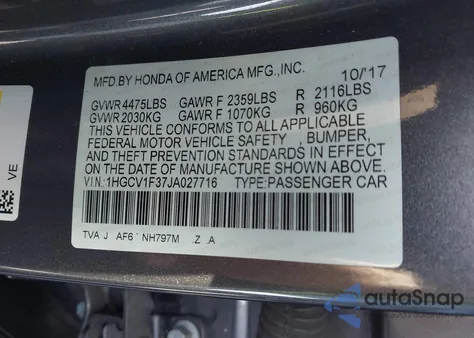 MFD.BY HONDA OF AMERICA MFG.,INC. 10/'17
GVWR 4475LBS GAWR F 2359LBS R 2116LBS
GVWR 2030KG GAWR F 1070KG R 960KG
THIS VEHICLE CONFORMS TO ALL APPLICABLE
FEDERAL MOTOR VEHICLE SAFETY , BUMPER,
AND THEFT PREVENTION STANDARDS IN EFFECT
ON THE DATE OF MANUFACTURE SHOWN ABOVE.
V.I.N.:1HGCV1F37JA027716 TYPE:PASSENGER CAR
TVA J AF6 NH797M Z A
VE
autoSnap